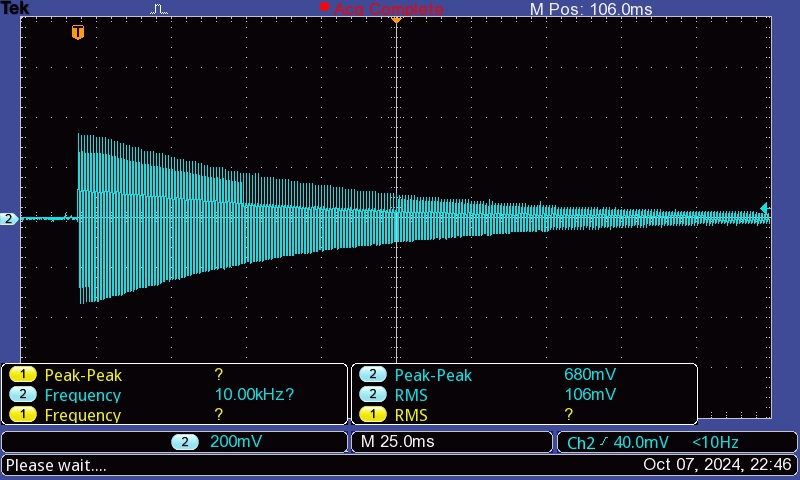 Tek Acq Complete M Pos: 106.0ms
T
2
1 Peak-Peak ? 2 Peak-Peak 680mV
2 Frequency 10.00kHz? 2 RMS 106mV
1 Frequency ? 1 RMS ?
2 200mV M 25.0ms Ch2 40.0mV <10Hz
Please wait.... Oct 07, 2024, 22:46